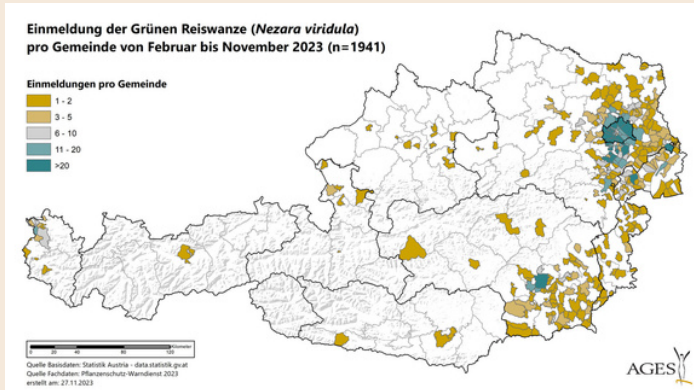 Einmeldung der Grünen Reiswanze (Nezara viridula)
pro Gemeinde von Februar bis November 2023 (n=1941)
Einmeldungen pro Gemeinde
1 - 2
3 - 5
6 - 10
11 - 20
>20
Kilometer
0 20 40 80 120
Quelle Basisdaten: Statistik Austria - data.statistik.gv.at
Quelle Fachdaten: Pflanzenschutz-Warndienst 2023
erstellt am: 27.11.2023
AGES